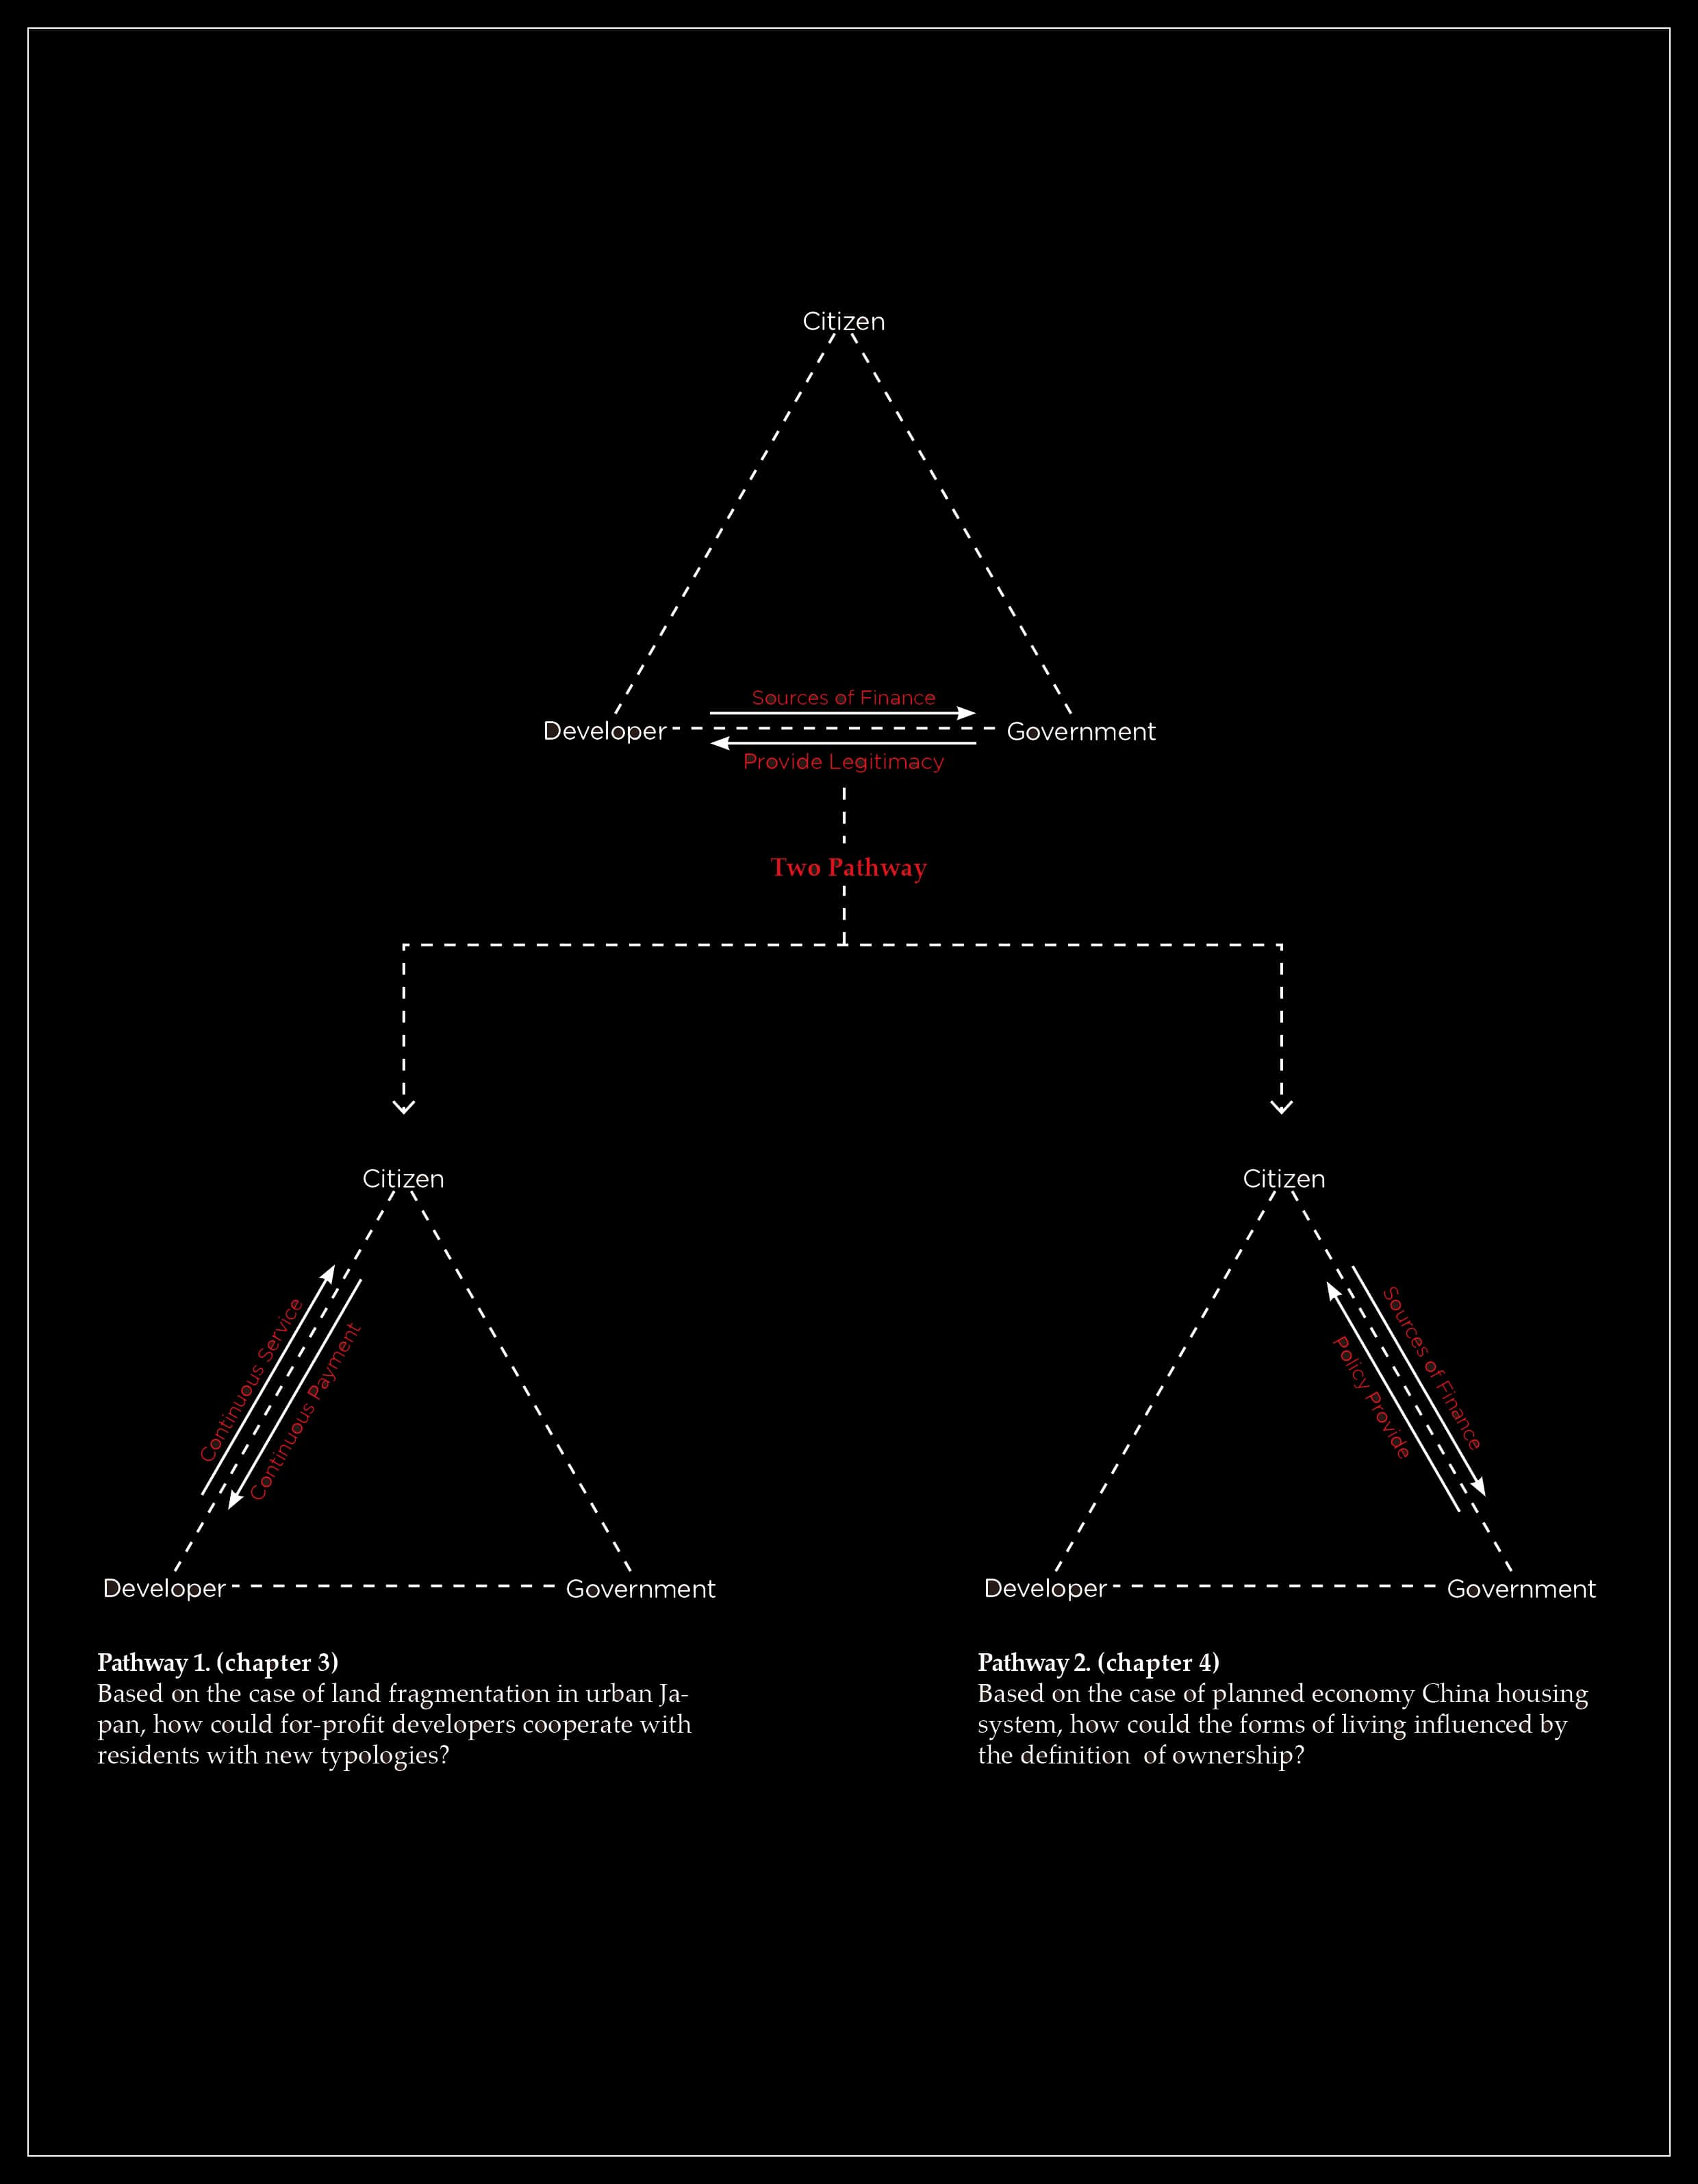 Citizen
Sources of Finance
Developer
Government
Provide Legitimacy
Two Pathway
Citizen
Continuous Service
Continuous Payment
Developer
Government
Citizen
Sources of Finance
Policy Provide
Developer
Government
Pathway 1. (chapter 3)
Based on the case of land fragmentation in urban Ja-
pan, how could for-profit developers cooperate with
residents with new typologies?
Pathway 2. (chapter 4)
Based on the case of planned economy China housing
system, how could the forms of living influenced by
the definition of ownership?